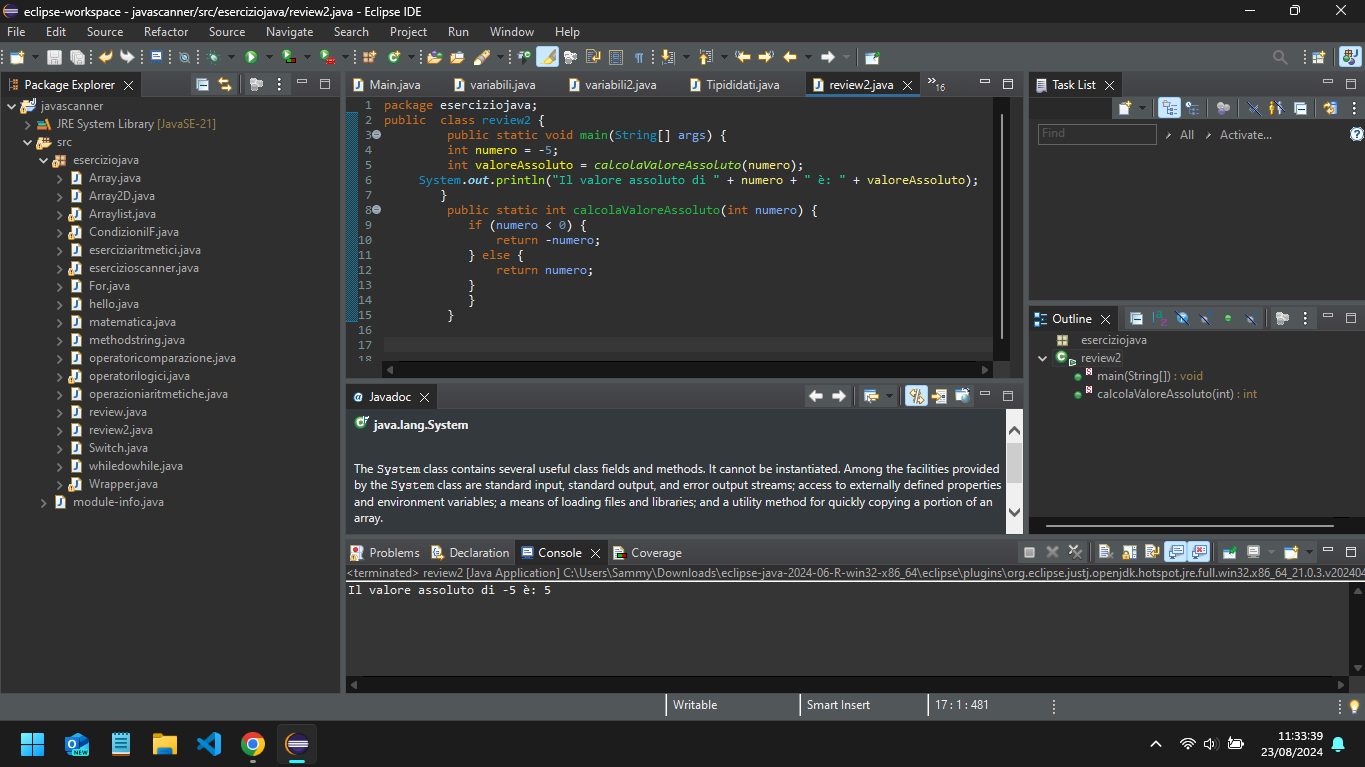 eclipse-workspace - javascanner/src/eserciziojava/review2.java - Eclipse IDE
File Edit Source Refactor Source Navigate Search Project Run Window Help
Package Explorer
javascanner
JRE System Library [JavaSE-21]
src
eserciziojava
Array.java
Array2D.java
Arraylist.java
CondizioniIF.java
eserciziaritmetici.java
esercizioscanner.java
For.java
hello.java
matematica.java
methodstring.java
operatoricomparazione.java
operatorilogici.java
operazioniaritmetiche.java
review.java
review2.java
Switch.java
whiledowhile.java
Wrapper.java
module-info.java
Main.java variabili.java variabili2.java Tipididati.java review2.java »16
1 package eserciziojava;
2 public  class review2 {
3 public static void main(String[] args) {
4 int numero = -5;
5 int valoreAssoluto = calcolaValoreAssoluto(numero);
6 System.out.println("Il valore assoluto di " + numero + " è: " + valoreAssoluto);
7 }
8 public static int calcolaValoreAssoluto(int numero) {
9 if (numero < 0) {
10 return -numero;
11 } else {
12 return numero;
13 }
14 }
15 }
16
17
18
Javadoc
java.lang.System
The System class contains several useful class fields and methods. It cannot be instantiated. Among the facilities provided
by the System class are standard input, standard output, and error output streams; access to externally defined properties
and environment variables; a means of loading files and libraries; and a utility method for quickly copying a portion of an
array.
Task List
Find All Activate...
Outline
eserciziojava
review2
main(String[]) : void
calcolaValoreAssoluto(int) : int
Problems Declaration Console Coverage
<terminated> review2 [Java Application] C:\Users\Sammy\Downloads\eclipse-java-2024-06-R-win32-x86_64\eclipse\plugins\org.eclipse.justj.openjdk.hotspot.jre.full.win32.x86_64_21.0.3.v202404
Il valore assoluto di -5 è: 5
Writable Smart Insert 17 : 1 : 481
NEW
11:33:39
23/08/2024